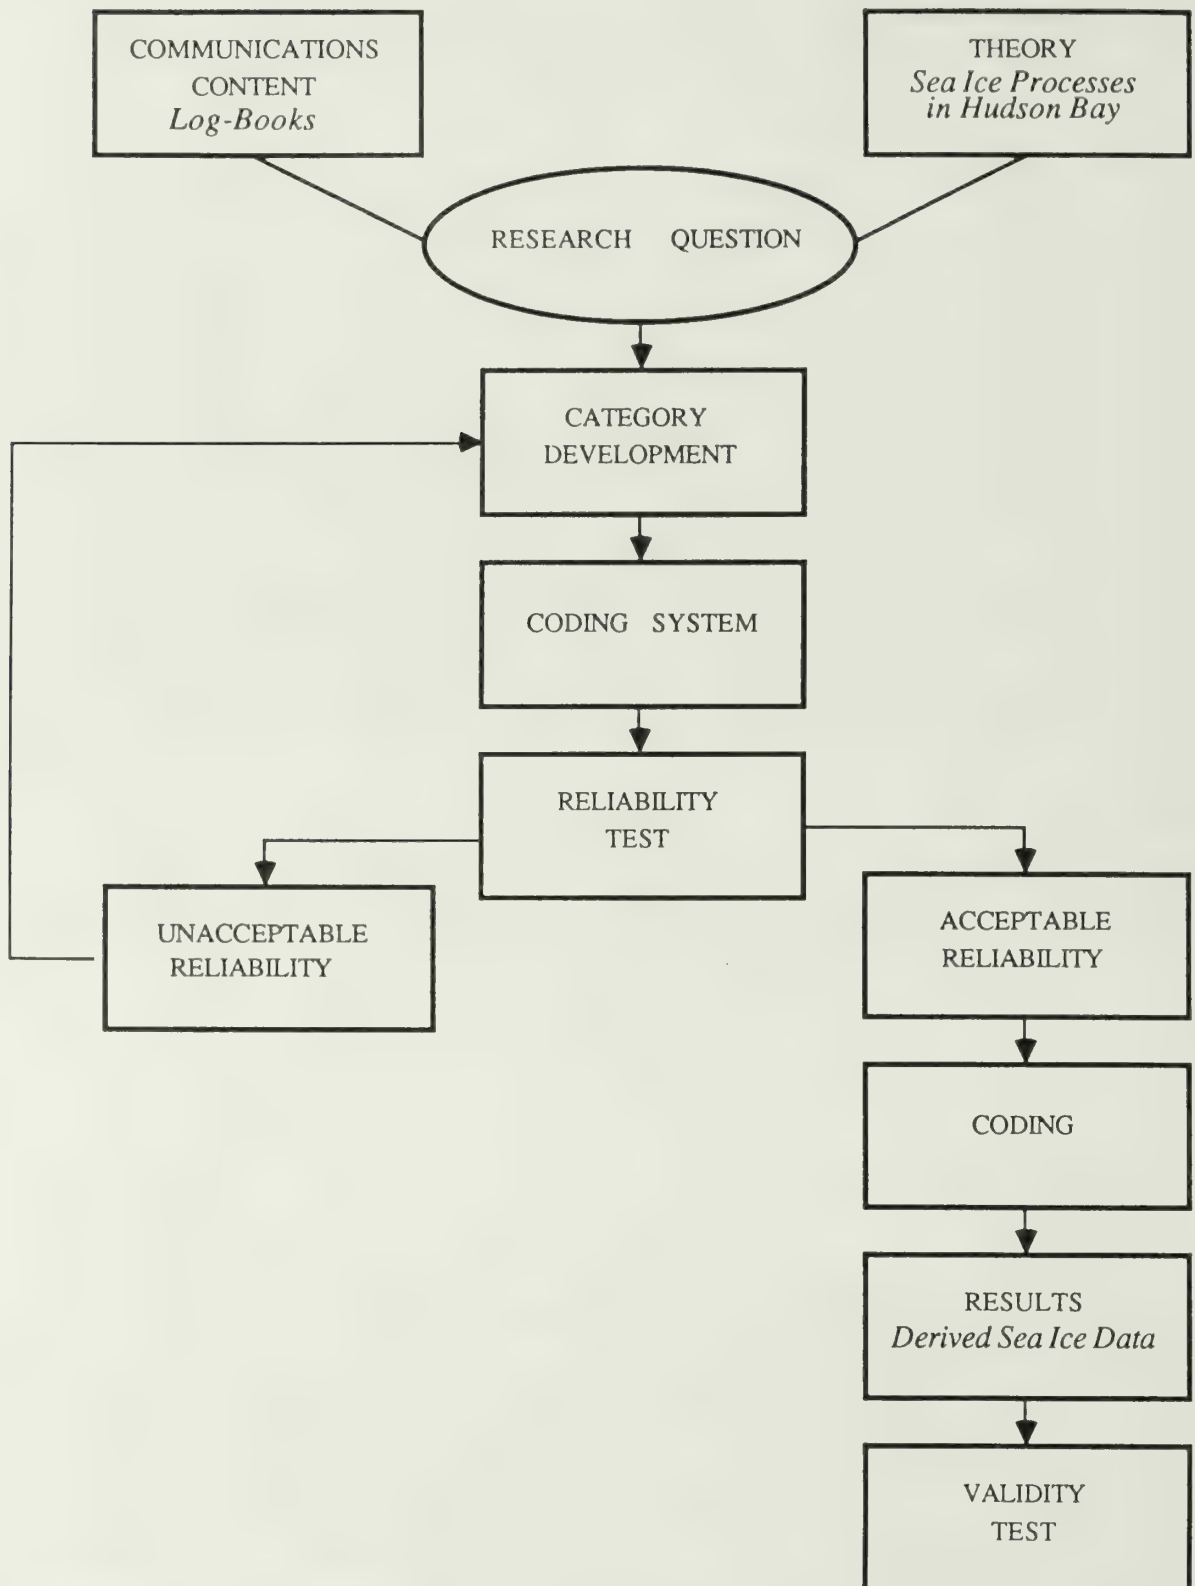 COMMUNICATIONS
CONTENT
Log-Books
THEORY
Sea Ice Processes
in Hudson Bay
RESEARCH QUESTION
CATEGORY
DEVELOPMENT
CODING SYSTEM
RELIABILITY
TEST
UNACCEPTABLE
RELIABILITY
ACCEPTABLE
RELIABILITY
CODING
RESULTS
Derived Sea Ice Data
VALIDITY
TEST